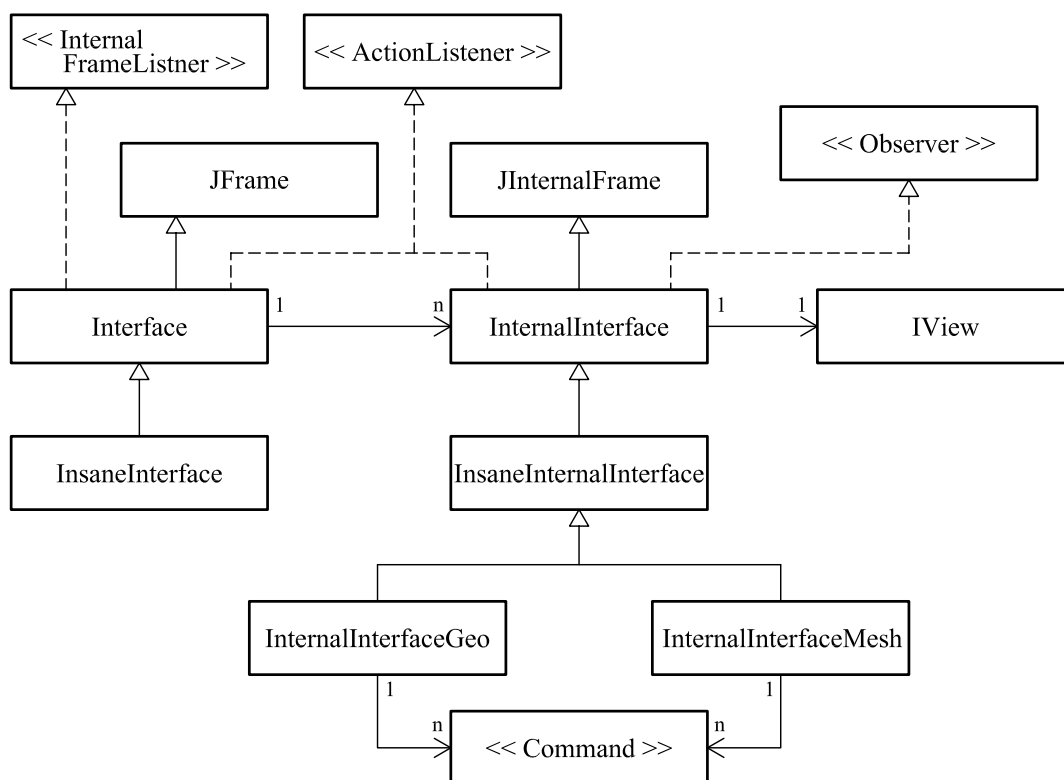 << Internal
FrameListner >>
<< ActionListener >>
<< Observer >>
JFrame
JInternalFrame
Interface
1
n
InternalInterface
1
1
IView
InsaneInterface
InsaneInternalInterface
InternalInterfaceGeo
InternalInterfaceMesh
1
1
n
n
<< Command >>